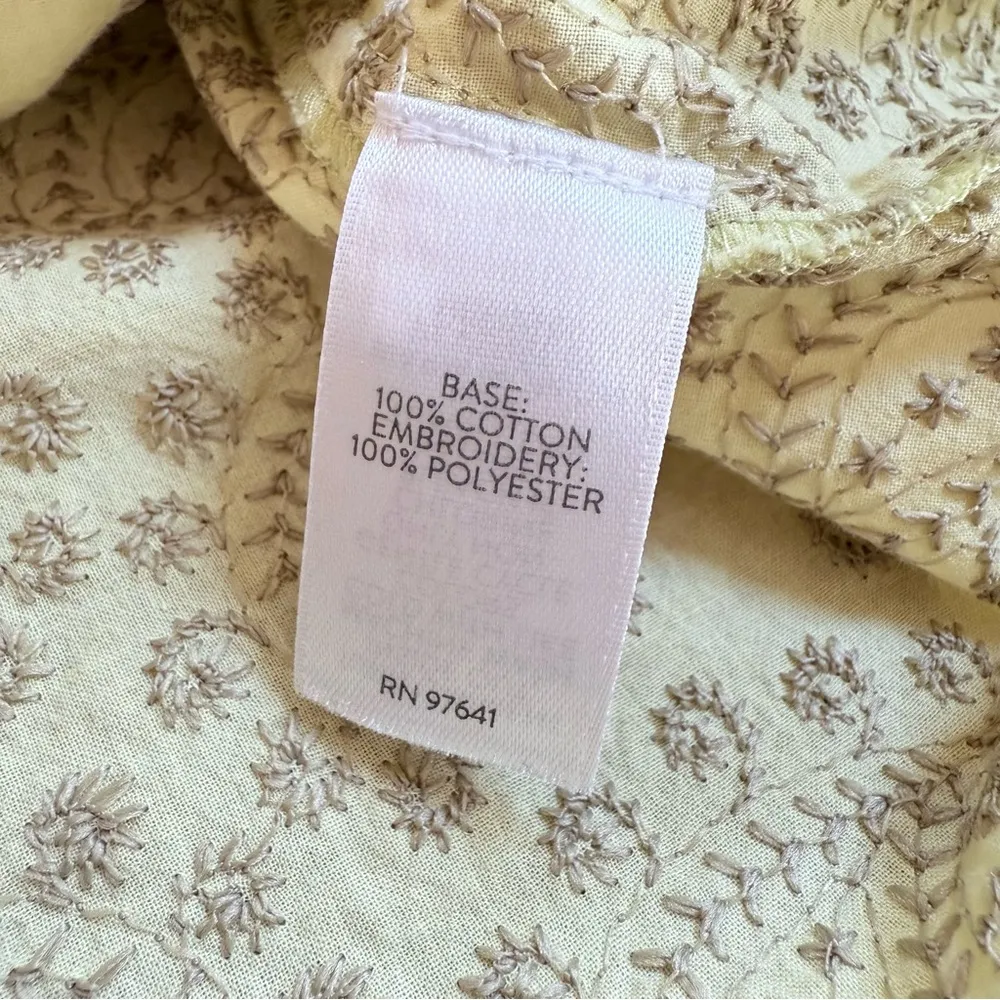 BASE:
100% COTTON
EMBROIDERY:
100% POLYESTER
RN 97641